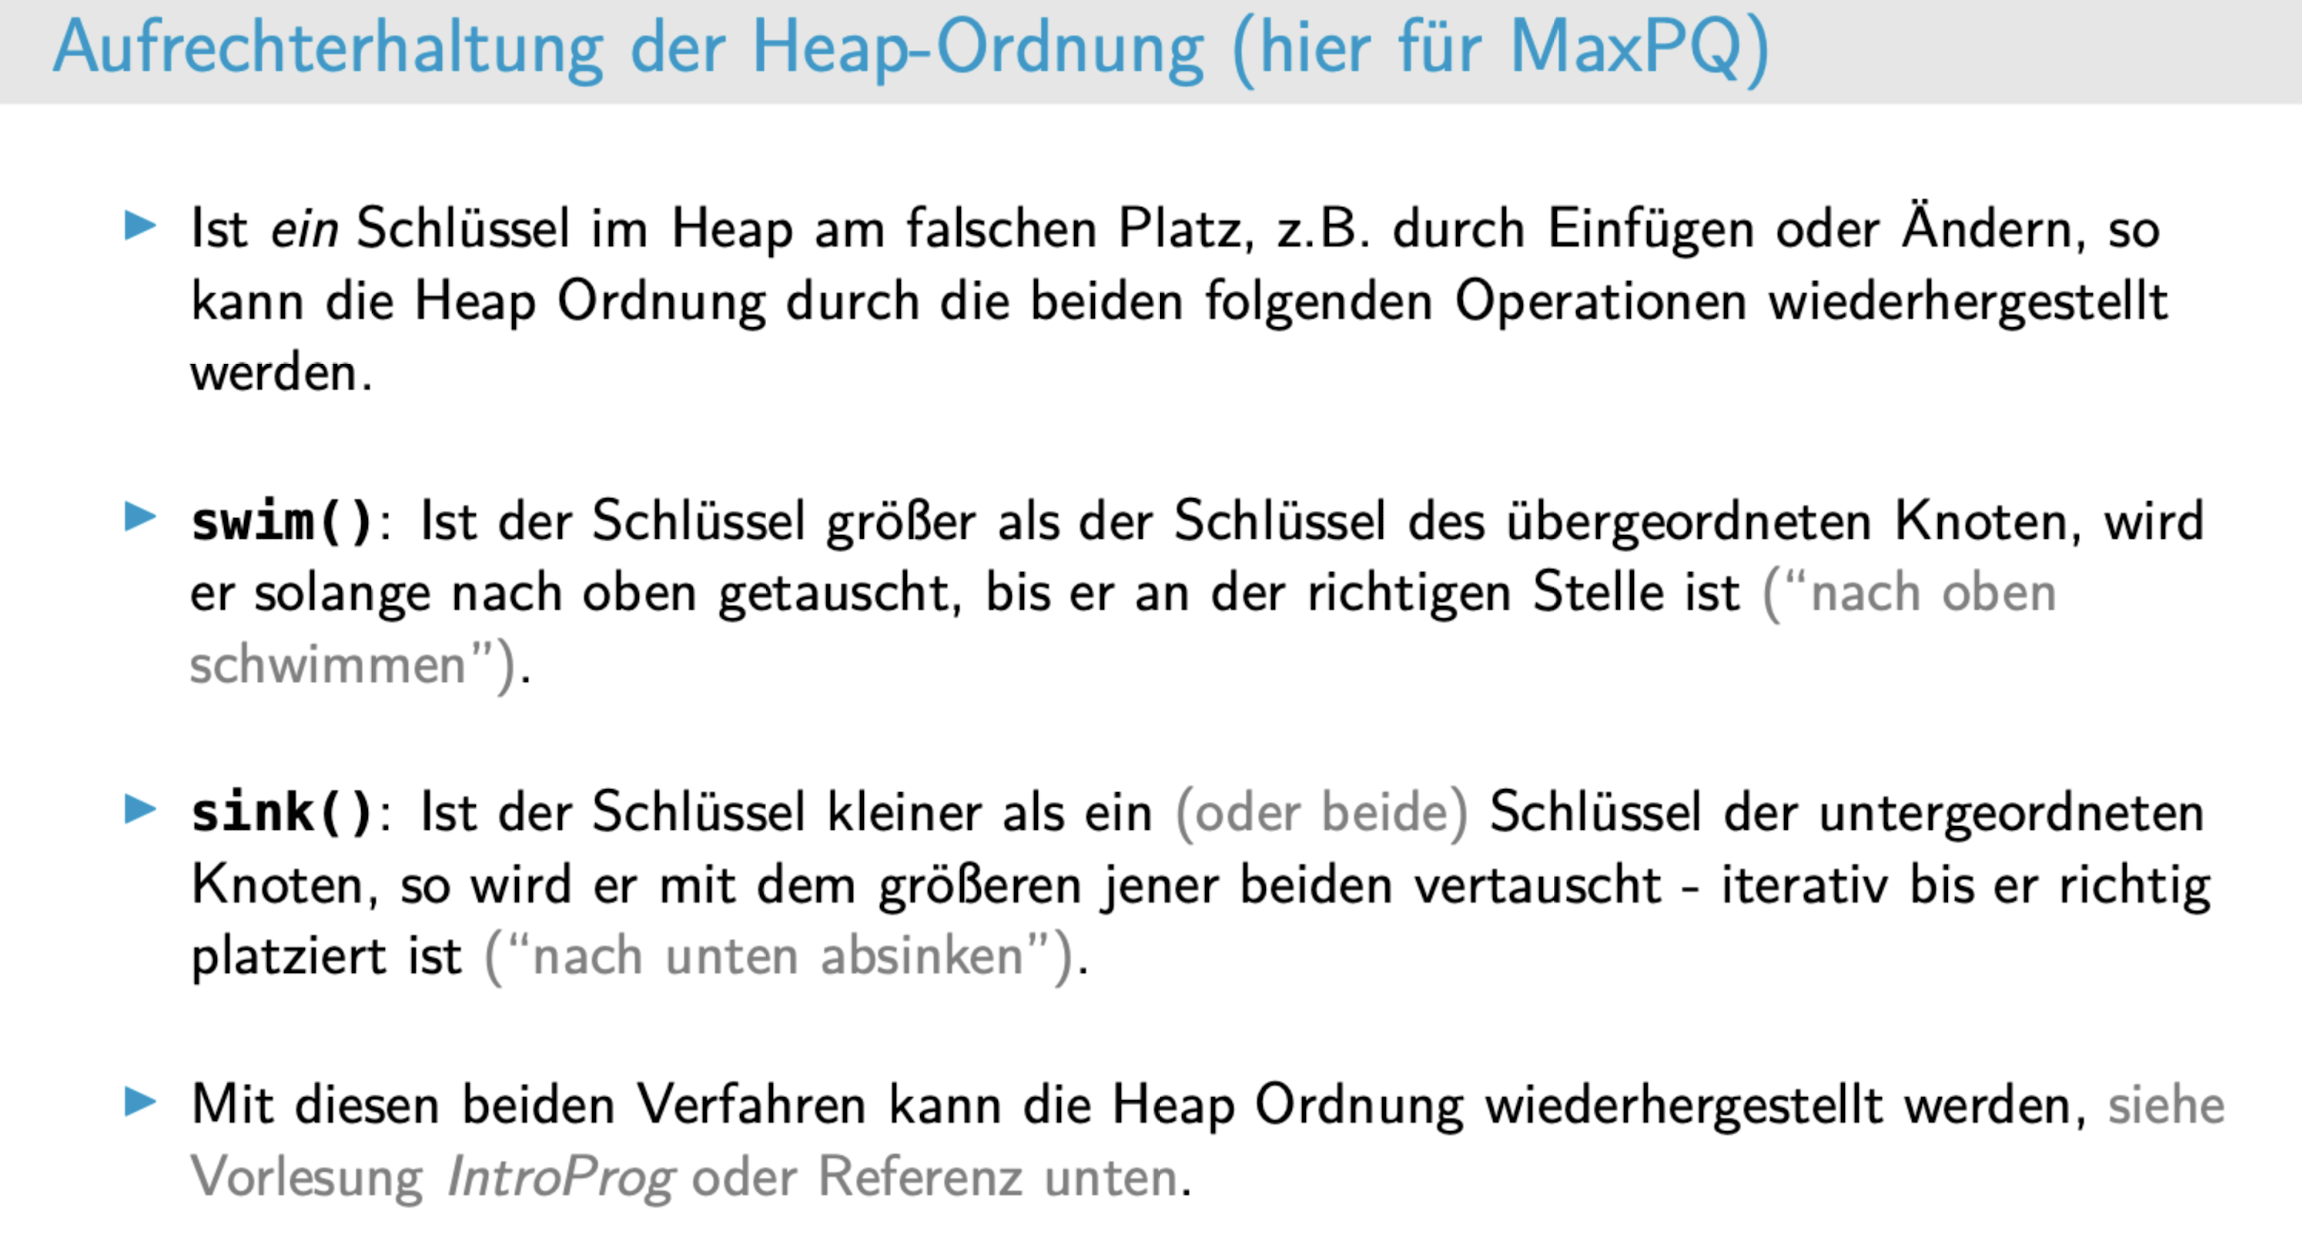 Aufrechterhaltung der Heap-Ordnung (hier für MaxPQ)
▶ Ist ein Schlüssel im Heap am falschen Platz, z.B. durch Einfügen oder Ändern, so
kann die Heap Ordnung durch die beiden folgenden Operationen wiederhergestellt
werden.
▶ swim(): Ist der Schlüssel größer als der Schlüssel des übergeordneten Knoten, wird
er solange nach oben getauscht, bis er an der richtigen Stelle ist (“nach oben
schwimmen”).
▶ sink(): Ist der Schlüssel kleiner als ein (oder beide) Schlüssel der untergeordneten
Knoten, so wird er mit dem größeren jener beiden vertauscht - iterativ bis er richtig
platziert ist (“nach unten absinken”).
▶ Mit diesen beiden Verfahren kann die Heap Ordnung wiederhergestellt werden, siehe
Vorlesung IntroProg oder Referenz unten.